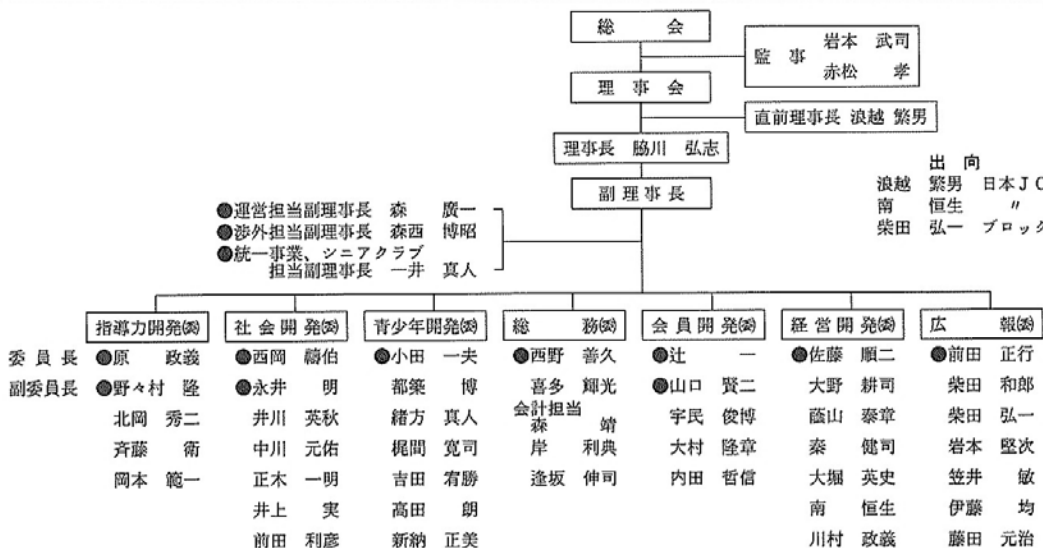 総会
監事 岩本 武司
赤松 孝
理事会
直前理事長 浪越 繁男
理事長 脇川 弘志
副理事長
出向
浪越 繁男 日本JC
南 恒生 〃
柴田 弘一 ブロック
●運営担当副理事長 森 廣一
●渉外担当副理事長 森西 博昭
●統一事業、シニアクラブ
担当副理事長 一井 真人
指導力開発(委) 社会開発(委) 青少年開発(委) 総務(委) 会員開発(委) 経営開発(委) 広報(委)
委員長 ●原 政義 ●西岡 禱伯 ●小田 一夫 ●西野 善久 ●辻 一 ●佐藤 順二 ●前田 正行
副委員長 ●野々村 隆 ●永井 明 都築 博 喜多 輝光 ●山口 賢二 大野 耕司 柴田 和郎
北岡 秀二 井川 英秋 緒方 真人 会計担当 森 靖 宇民 俊博 蔭山 泰章 柴田 弘一
斉藤 衛 中川 元佑 梶間 寛司 岸 利典 大村 隆章 秦 健司 岩本 堅次
岡本 範一 正木 一明 吉田 宥勝 逢坂 伸司 内田 哲信 大堀 英史 笠井 敏
井上 実 高田 朗 南 恒生 伊藤 均
前田 利彦 新納 正美 川村 政義 藤田 元治